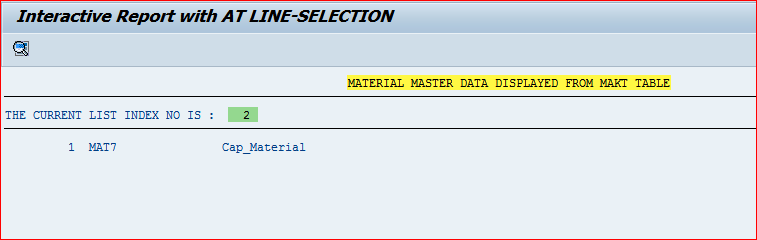 Interactive Report with AT LINE-SELECTION
MATERIAL MASTER DATA DISPLAYED FROM MAKT TABLE
THE CURRENT LIST INDEX NO IS : 2
1 MAT7 Cap_Material